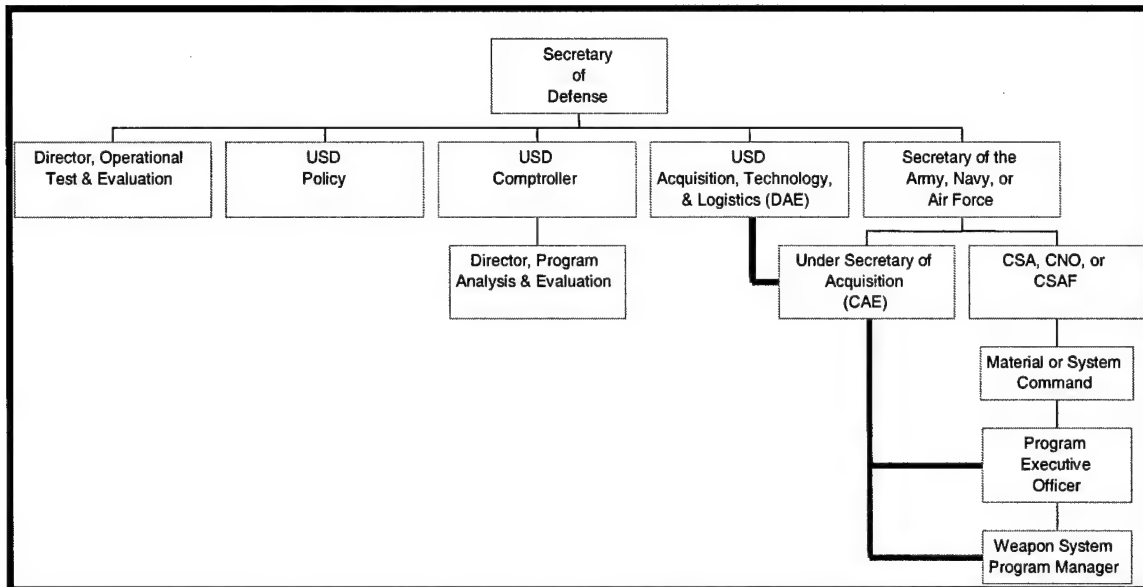 Secretary
of
Defense
Director, Operational
Test & Evaluation
USD
Policy
USD
Comptroller
USD
Acquisition, Technology,
& Logistics (DAE)
Secretary of the
Army, Navy, or
Air Force
Director, Program
Analysis & Evaluation
Under Secretary of
Acquisition
(CAE)
CSA, CNO, or
CSAF
Material or System
Command
Program
Executive
Officer
Weapon System
Program Manager